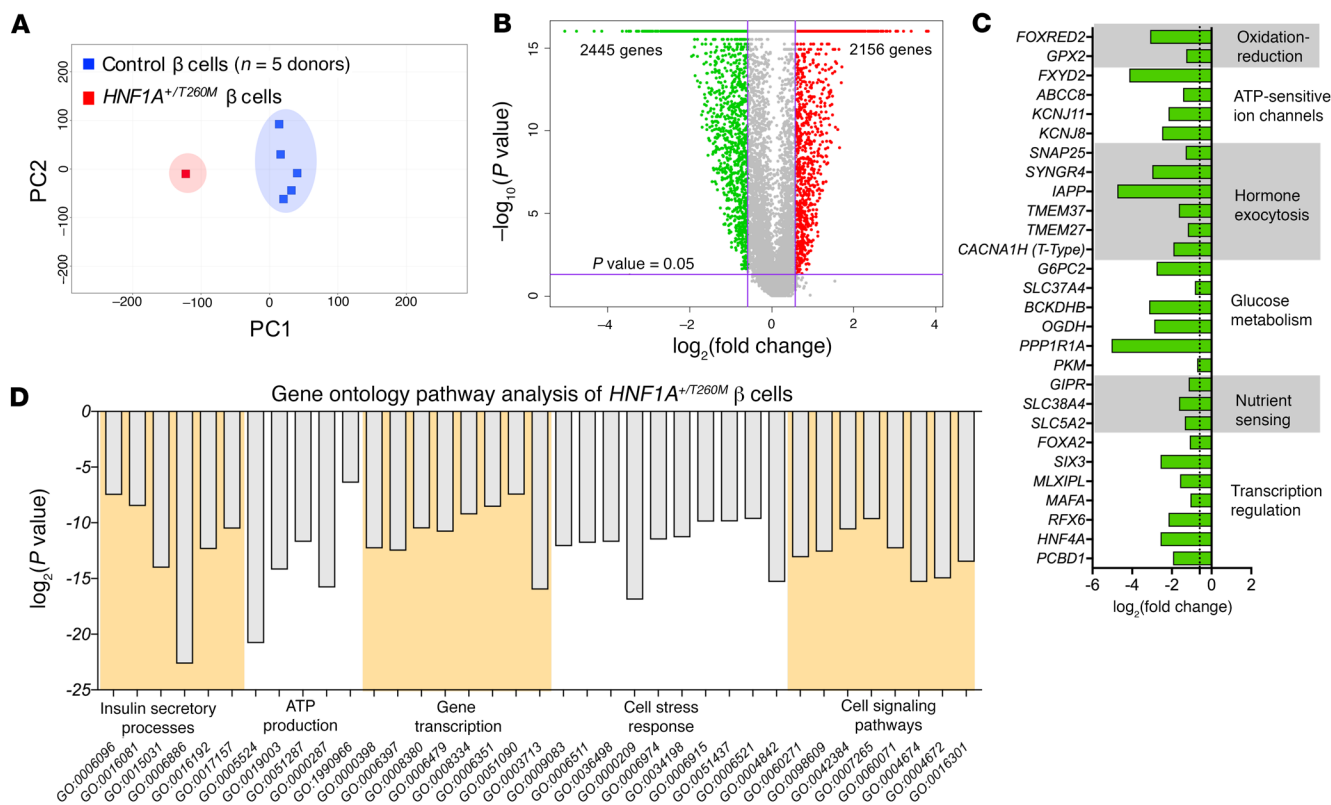 A
Control β cells (n = 5 donors)
HNF1A+/T260M β cells
200
100
0
−100
−200
PC2
−200
−100
0
100
200
PC1
B
2445 genes
2156 genes
P value = 0.05
15
10
5
0
−log10(P value)
−4
−2
0
2
4
log2(fold change)
C
FOXRED2
GPX2
FXYD2
ABCC8
KCNJ11
KCNJ8
SNAP25
SYNGR4
IAPP
TMEM37
TMEM27
CACNA1H (T-Type)
G6PC2
SLC37A4
BCKDHB
OGDH
PPP1R1A
PKM
GIPR
SLC38A4
SLC5A2
FOXA2
SIX3
MLXIPL
MAFA
RFX6
HNF4A
PCBD1
Oxidation-
reduction
ATP-sensitive
ion channels
Hormone
exocytosis
Glucose
metabolism
Nutrient
sensing
Transcription
regulation
-6
-4
-2
0
2
log2(fold change)
D
Gene ontology pathway analysis of HNF1A+/T260M β cells
0
-5
-10
-15
-20
-25
log2(P value)
Insulin secretory
processes
ATP
production
Gene
transcription
Cell stress
response
Cell signaling
pathways
GO:0006096
GO:0016081
GO:0015031
GO:0006886
GO:0016192
GO:0017157
GO:0005524
GO:0019003
GO:0051287
GO:0000287
GO:1990966
GO:0000398
GO:0006397
GO:0008380
GO:0006479
GO:0008334
GO:0006351
GO:0051090
GO:0003713
GO:0009083
GO:0006511
GO:0036498
GO:0000209
GO:0006974
GO:0034198
GO:0006915
GO:0051437
GO:0006521
GO:0004842
GO:0060271
GO:0098609
GO:0042384
GO:0007265
GO:0060071
GO:0004674
GO:0004672
GO:0016301